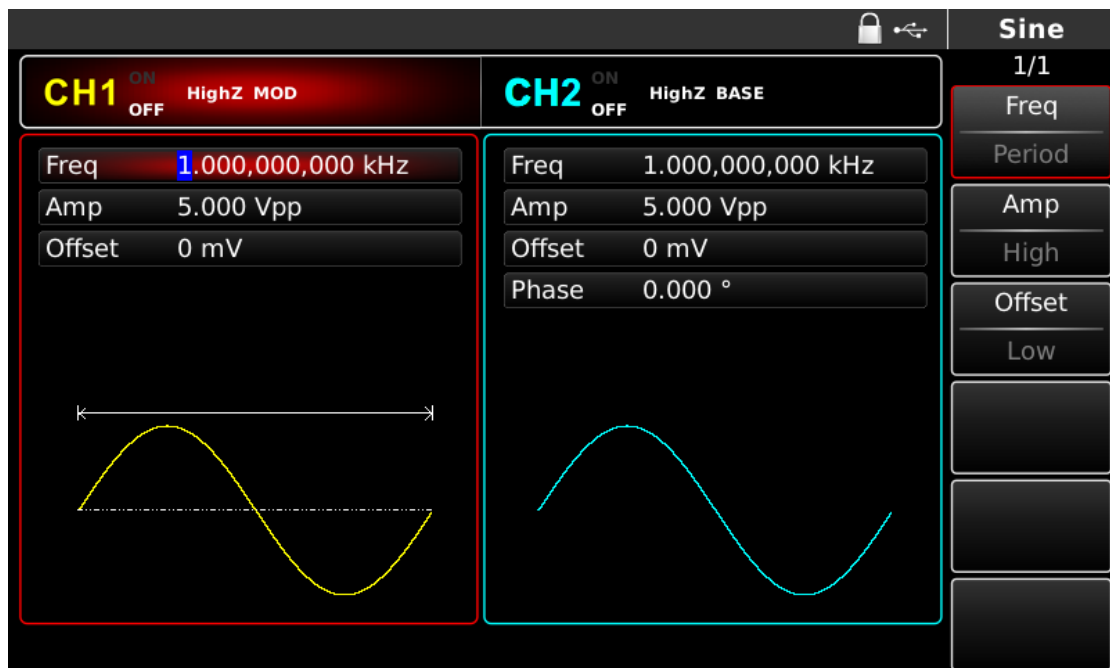 Sine
1/1
CH1 ON OFF HighZ MOD
CH2 ON OFF HighZ BASE
Freq 1.000,000,000 kHz
Amp 5.000 Vpp
Offset 0 mV
Freq 1.000,000,000 kHz
Amp 5.000 Vpp
Offset 0 mV
Phase 0.000 °
Freq
Period
Amp
High
Offset
Low